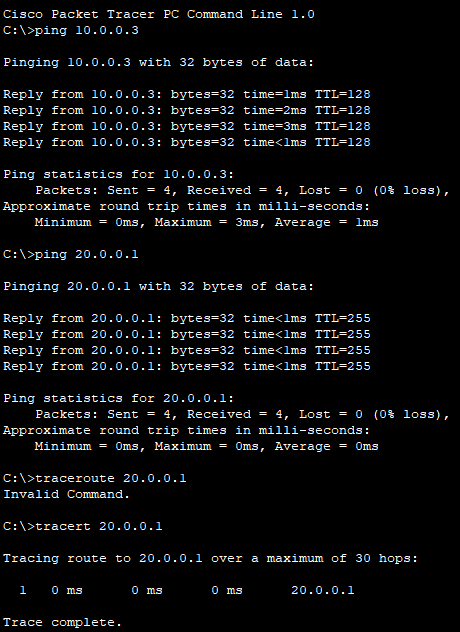 Cisco Packet Tracer PC Command Line 1.0
C:\>ping 10.0.0.3
Pinging 10.0.0.3 with 32 bytes of data:
Reply from 10.0.0.3: bytes=32 time=1ms TTL=128
Reply from 10.0.0.3: bytes=32 time=2ms TTL=128
Reply from 10.0.0.3: bytes=32 time=3ms TTL=128
Reply from 10.0.0.3: bytes=32 time<1ms TTL=128
Ping statistics for 10.0.0.3:
    Packets: Sent = 4, Received = 4, Lost = 0 (0% loss),
Approximate round trip times in milli-seconds:
    Minimum = 0ms, Maximum = 3ms, Average = 1ms
C:\>ping 20.0.0.1
Pinging 20.0.0.1 with 32 bytes of data:
Reply from 20.0.0.1: bytes=32 time<1ms TTL=255
Reply from 20.0.0.1: bytes=32 time<1ms TTL=255
Reply from 20.0.0.1: bytes=32 time<1ms TTL=255
Reply from 20.0.0.1: bytes=32 time<1ms TTL=255
Ping statistics for 20.0.0.1:
    Packets: Sent = 4, Received = 4, Lost = 0 (0% loss),
Approximate round trip times in milli-seconds:
    Minimum = 0ms, Maximum = 0ms, Average = 0ms
C:\>traceroute 20.0.0.1
Invalid Command.
C:\>tracert 20.0.0.1
Tracing route to 20.0.0.1 over a maximum of 30 hops:
  1   0 ms      0 ms      0 ms      20.0.0.1
Trace complete.